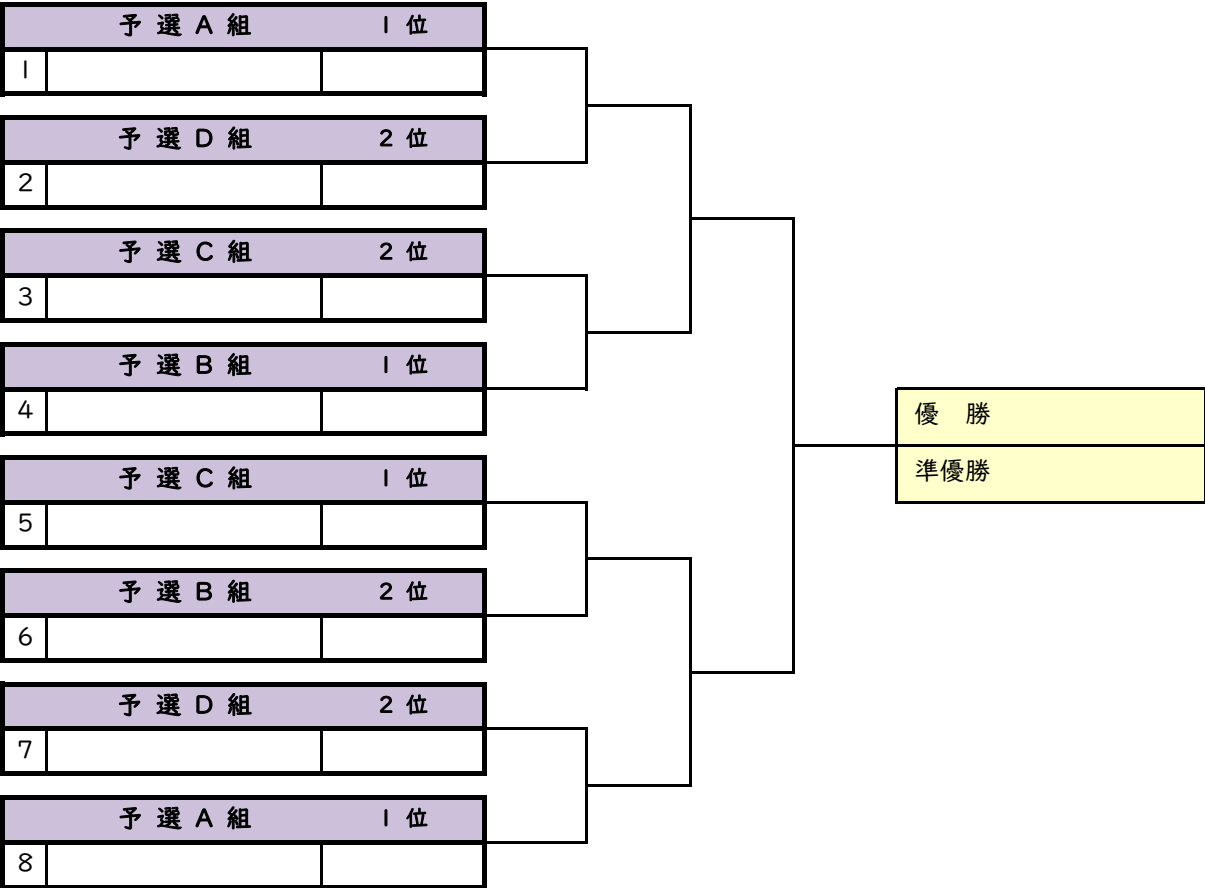 予 選 A 組 1 位
1
予 選 D 組 2 位
2
予 選 C 組 2 位
3
予 選 B 組 1 位
4
予 選 C 組 1 位
5
予 選 B 組 2 位
6
予 選 D 組 2 位
7
予 選 A 組 1 位
8
優　勝
準優勝